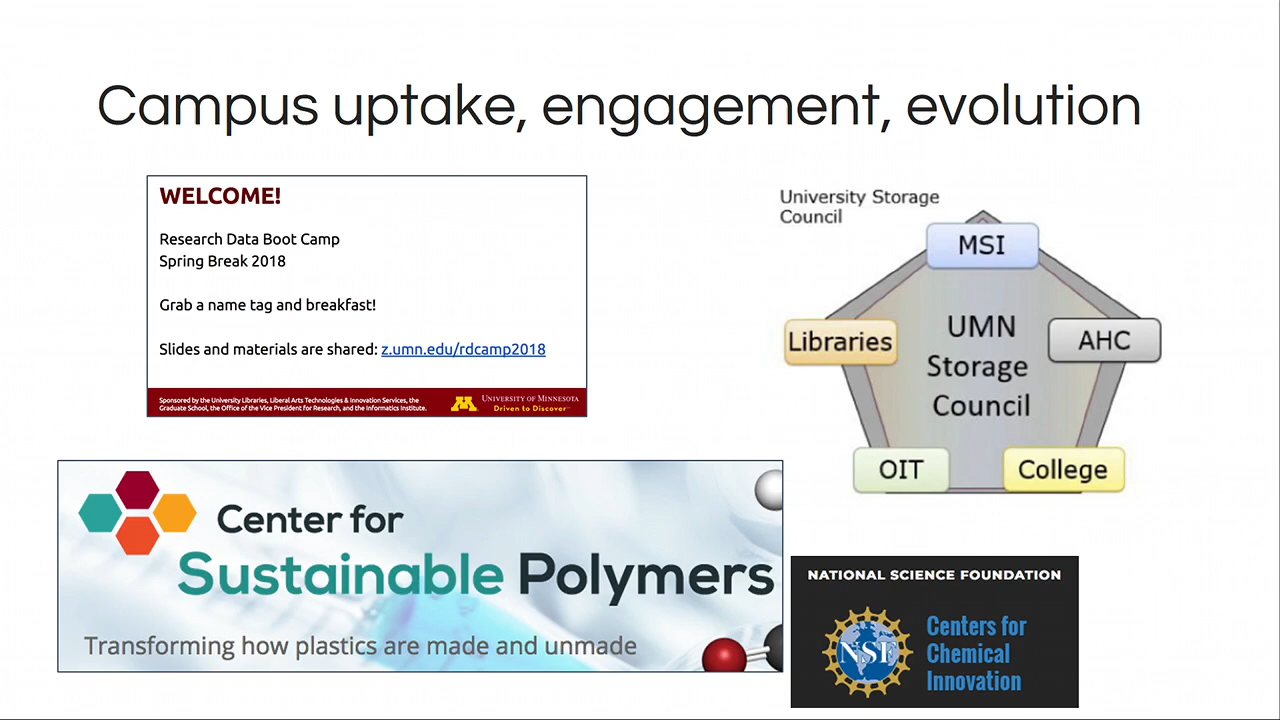 Campus uptake, engagement, evolution
WELCOME!
Research Data Boot Camp
Spring Break 2018
Grab a name tag and breakfast!
Slides and materials are shared: z.umn.edu/rdcamp2018
Sponsored by the University Libraries, Liberal Arts Technologies & Innovation Services, the
Graduate School, the Office of the Vice President for Research, and the Informatics Institute.
UNIVERSITY OF MINNESOTA
Driven to Discover
University Storage
Council
MSI
Libraries
AHC
UMN
Storage
Council
OIT
College
Center for
Sustainable Polymers
Transforming how plastics are made and unmade
NATIONAL SCIENCE FOUNDATION
NSF
Centers for
Chemical
Innovation